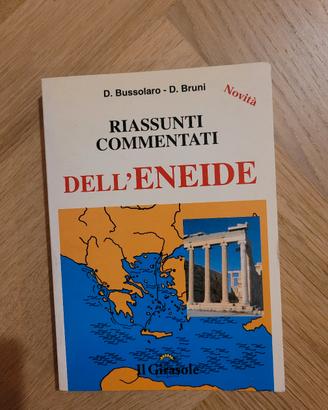 D. Bussolaro - D. Bruni
Novità
RIASSUNTI
COMMENTATI
DELL'ENEIDE
Il Girasole